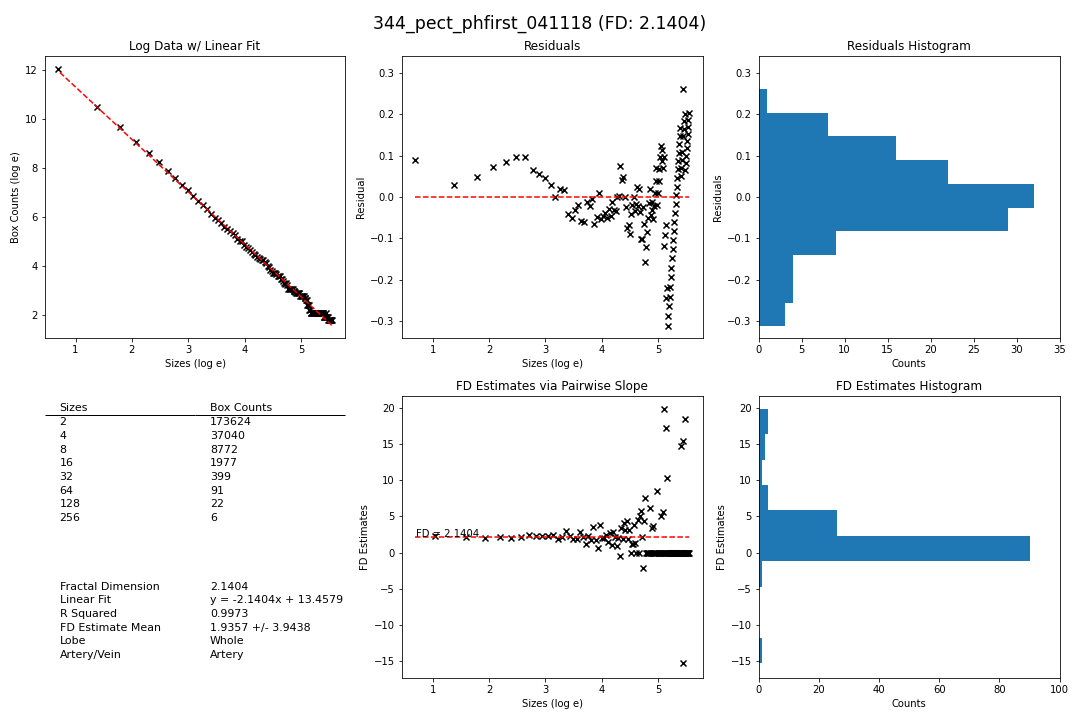 344_pect_phfirst_041118 (FD: 2.1404)
Log Data w/ Linear Fit
12
10
8
6
4
2
1 2 3 4 5
Box Counts (log e)
Sizes (log e)
Residuals
0.3
0.2
0.1
0.0
−0.1
−0.2
−0.3
1 2 3 4 5
Residual
Sizes (log e)
Residuals Histogram
0.3
0.2
0.1
0.0
−0.1
−0.2
−0.3
0 5 10 15 20 25 30 35
Residuals
Counts
Sizes Box Counts
2 173624
4 37040
8 8772
16 1977
32 399
64 91
128 22
256 6
Fractal Dimension 2.1404
Linear Fit y = -2.1404x + 13.4579
R Squared 0.9973
FD Estimate Mean 1.9357 +/- 3.9438
Lobe Whole
Artery/Vein Artery
FD Estimates via Pairwise Slope
20
15
10
5
0
−5
−10
−15
1 2 3 4 5
FD = 2.1404
FD Estimates
Sizes (log e)
FD Estimates Histogram
20
15
10
5
0
−5
−10
−15
0 20 40 60 80 100
FD Estimates
Counts